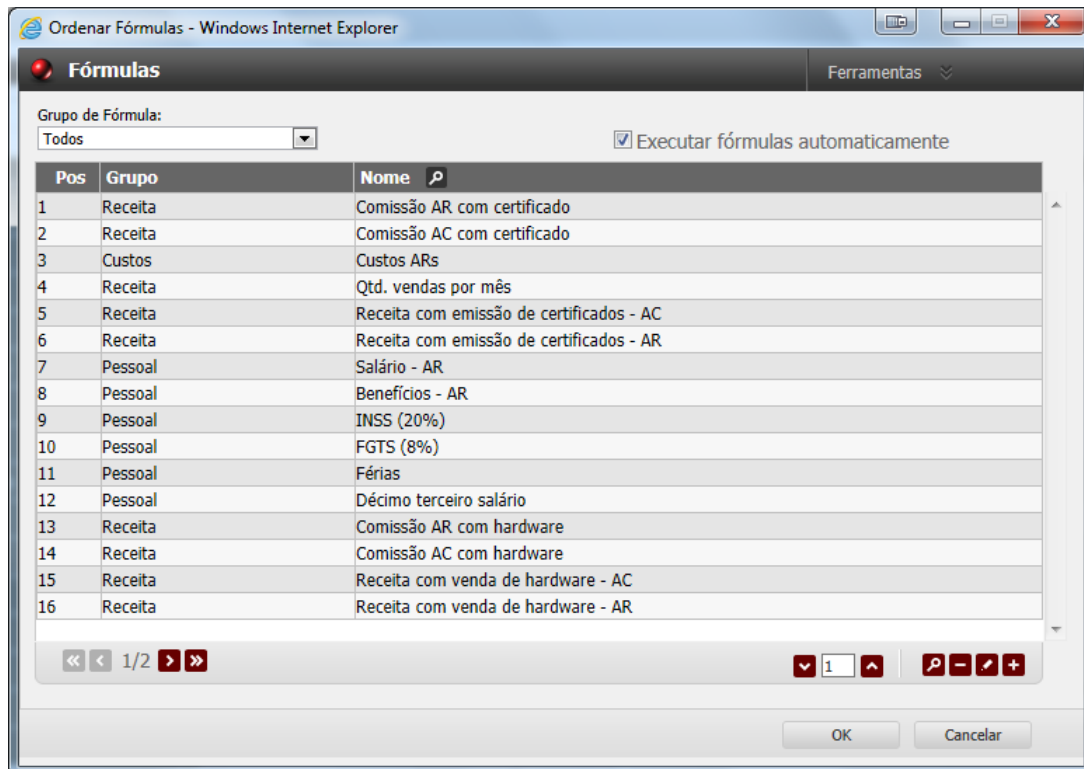 Ordenar Fórmulas - Windows Internet Explorer
Fórmulas
Ferramentas
Grupo de Fórmula:
Todos
Executar fórmulas automaticamente
Pos Grupo Nome
1 Receita Comissão AR com certificado
2 Receita Comissão AC com certificado
3 Custos Custos ARs
4 Receita Qtd. vendas por mês
5 Receita Receita com emissão de certificados - AC
6 Receita Receita com emissão de certificados - AR
7 Pessoal Salário - AR
8 Pessoal Benefícios - AR
9 Pessoal INSS (20%)
10 Pessoal FGTS (8%)
11 Pessoal Férias
12 Pessoal Décimo terceiro salário
13 Receita Comissão AR com hardware
14 Receita Comissão AC com hardware
15 Receita Receita com venda de hardware - AC
16 Receita Receita com venda de hardware - AR
1/2
1
OK
Cancelar